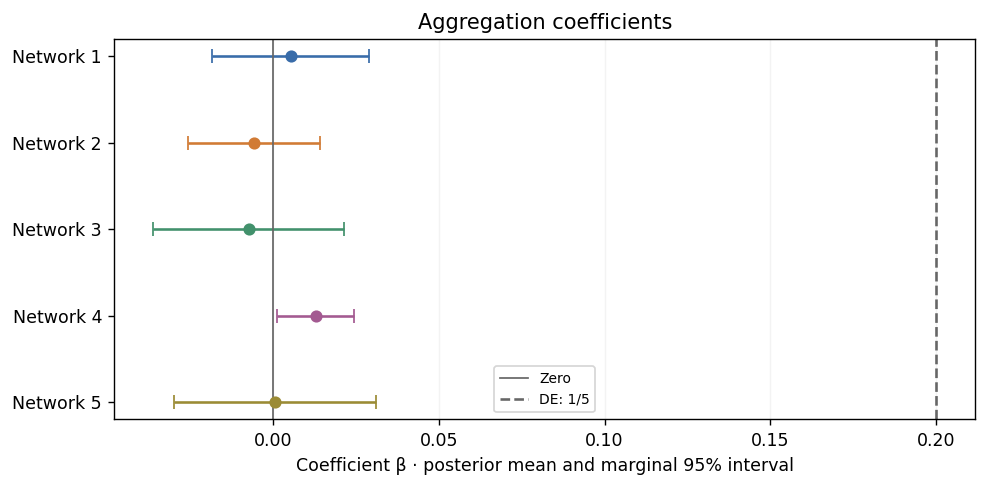 Aggregation coefficients
Network 1
Network 2
Network 3
Network 4
Network 5
Zero
DE: 1/5
0.00 0.05 0.10 0.15 0.20
Coefficient β · posterior mean and marginal 95% interval